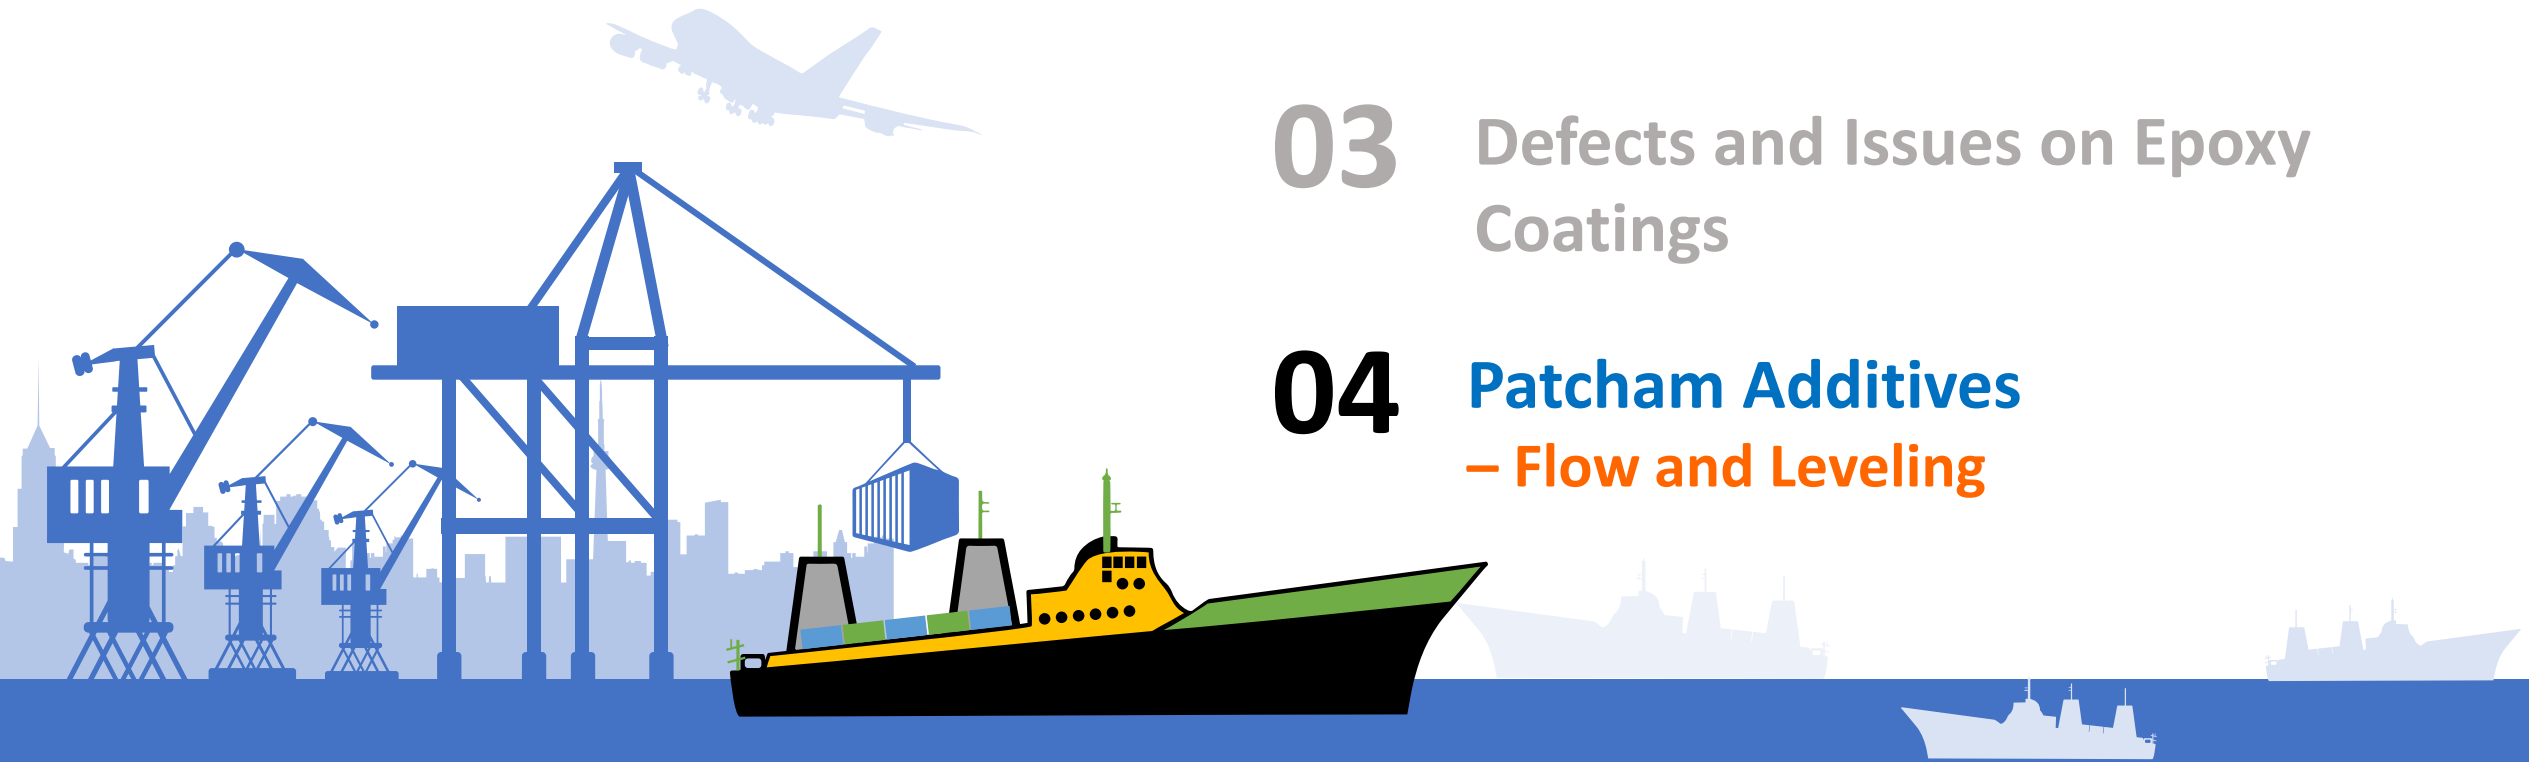 03 Defects and Issues on Epoxy
Coatings
04 Patcham Additives
– Flow and Leveling